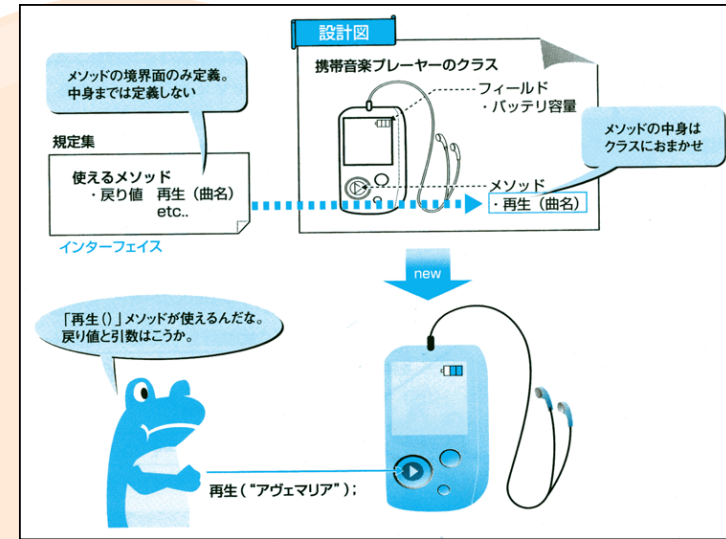 設計図
携帯音楽プレーヤーのクラス
メソッドの境界面のみ定義。
中身までは定義しない
フィールド
・バッテリ容量
メソッドの中身は
クラスにおまかせ
規定集
使えるメソッド
・戻り値 再生（曲名）
etc..
メソッド
・再生（曲名）
インターフェイス
new
「再生()」メソッドが使えるんだな。
戻り値と引数はこうか。
再生(“アヴェマリア”);